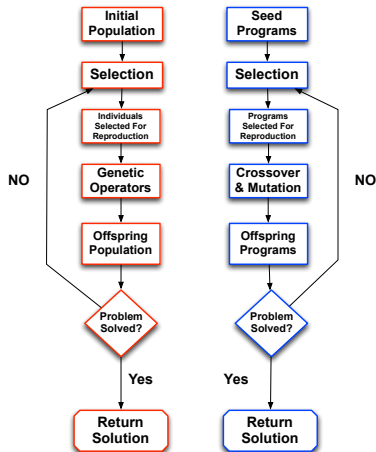 Initial
Population
Selection
Individuals
Selected For
Reproduction
Genetic
Operators
NO
Offspring
Population
Problem
Solved?
Yes
Return
Solution
Seed
Programs
Selection
Programs
Selected For
Reproduction
Crossover
& Mutation
NO
Offspring
Programs
Problem
Solved?
Yes
Return
Solution